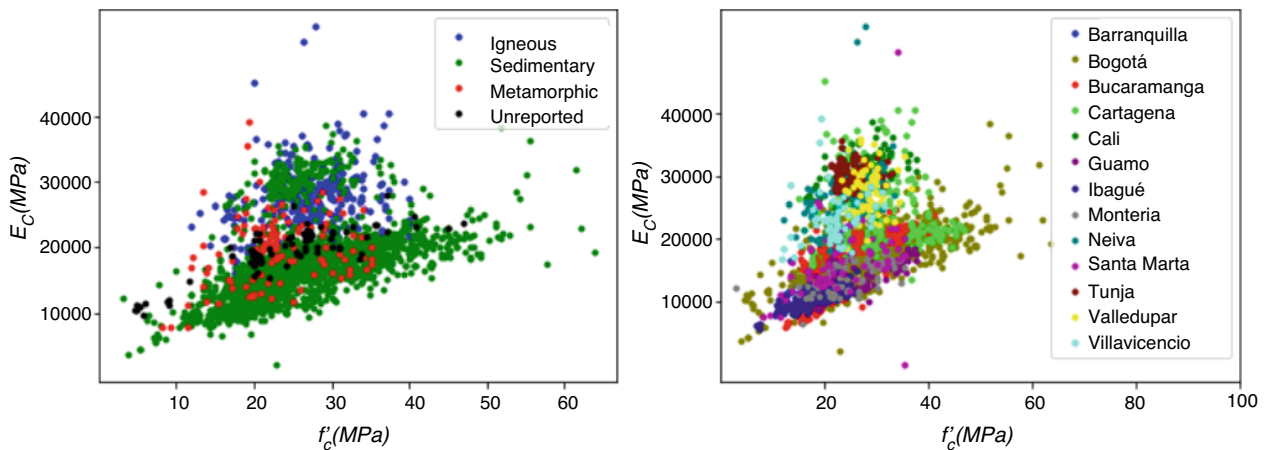 Igneous
Sedimentary
Metamorphic
Unreported
40000
30000
20000
10000
E_C(MPa)
10 20 30 40 50 60
f'_c(MPa)
Barranquilla
Bogotá
Bucaramanga
Cartagena
Cali
Guamo
Ibagué
Monteria
Neiva
Santa Marta
Tunja
Valledupar
Villavicencio
40000
30000
20000
10000
E_C(MPa)
20 40 60 80 100
f'_c(MPa)